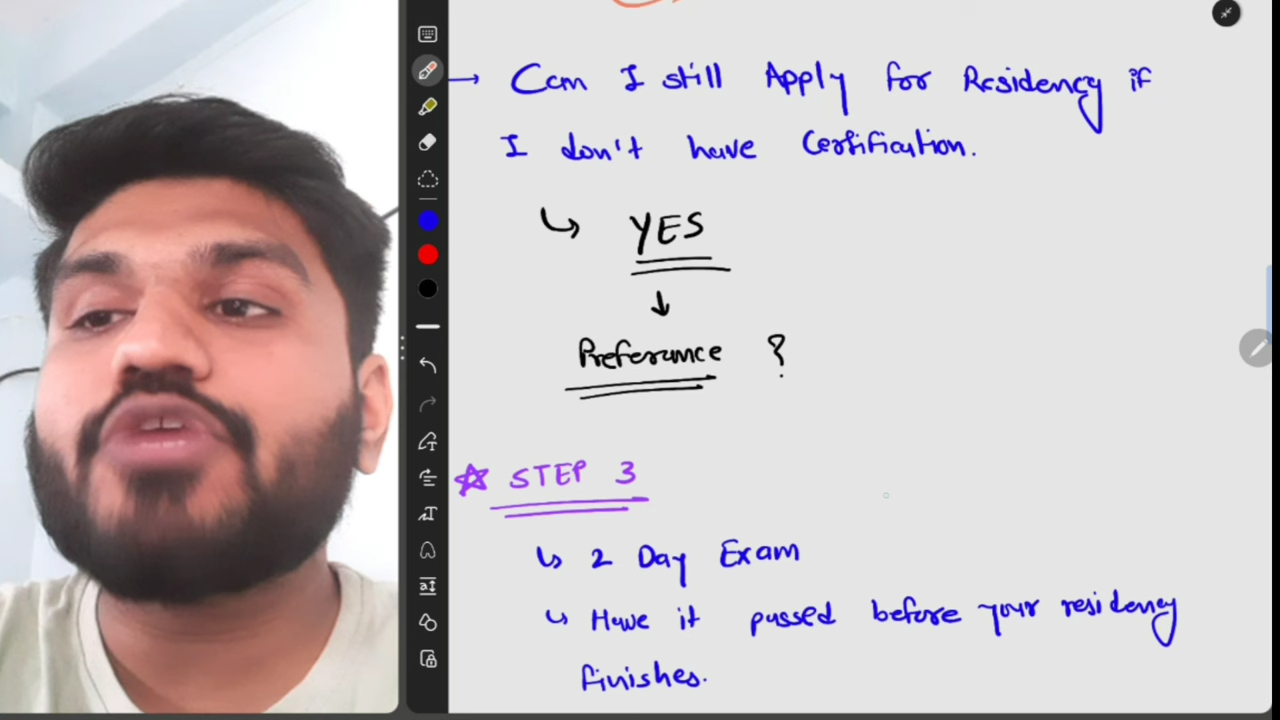 → Can I still Apply for Residency if
I don't have Certification.
↳ YES
↓
Preferance ?
☆ STEP 3
↳ 2 Day Exam
↳ Have it passed before your residency
finishes.